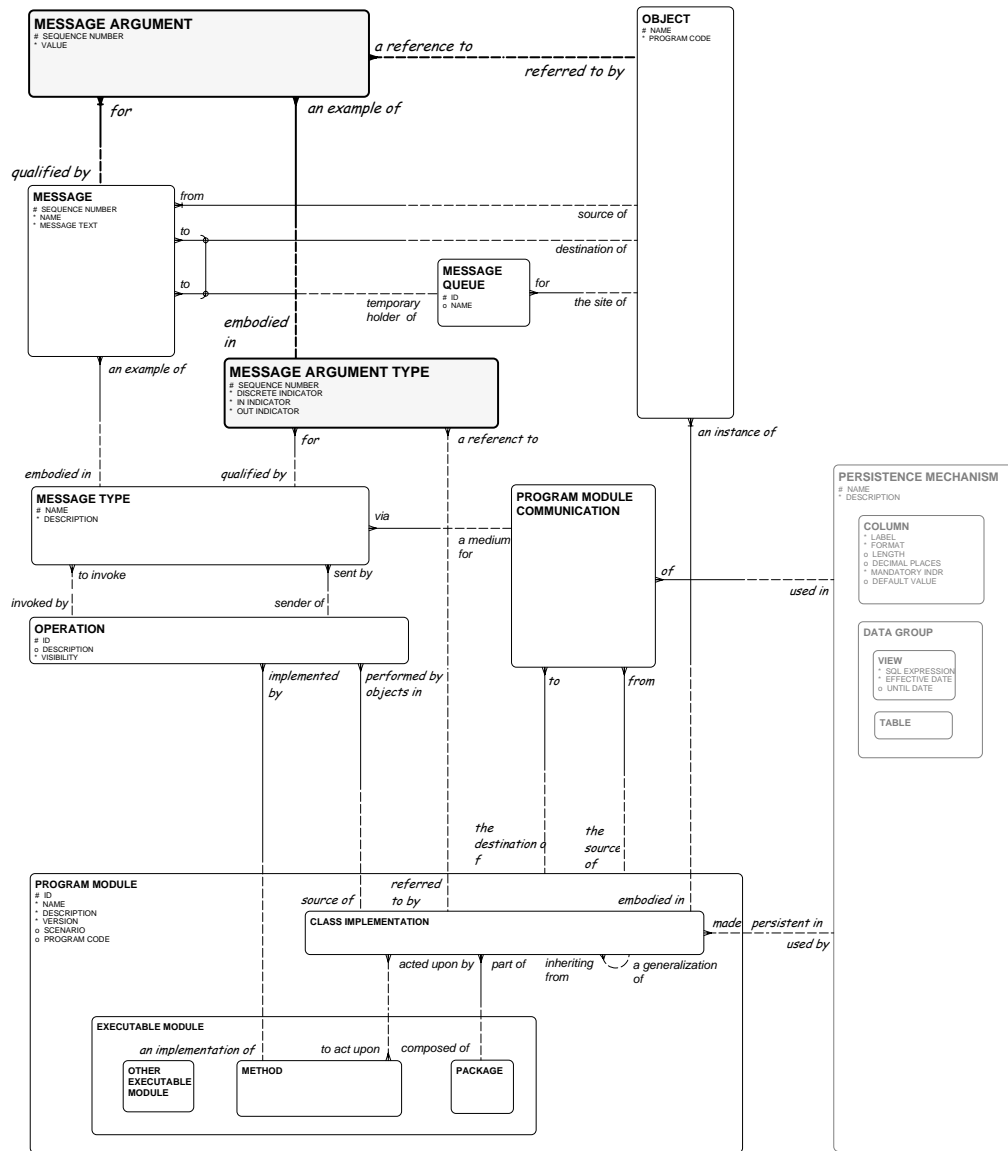 MESSAGE ARGUMENT
# SEQUENCE NUMBER
* VALUE
OBJECT
# NAME
* PROGRAM CODE
a reference to
referred to by
for
an example of
qualified by
MESSAGE
# SEQUENCE NUMBER
* NAME
* MESSAGE TEXT
from
source of
to
destination of
to
temporary
holder of
MESSAGE
QUEUE
# ID
o NAME
for
the site of
embodied
in
an example of
MESSAGE ARGUMENT TYPE
# SEQUENCE NUMBER
* DISCRETE INDICATOR
* IN INDICATOR
* OUT INDICATOR
for
a referenct to
an instance of
embodied in
qualified by
MESSAGE TYPE
# NAME
* DESCRIPTION
via
a medium
for
PROGRAM MODULE
COMMUNICATION
PERSISTENCE MECHANISM
# NAME
* DESCRIPTION
COLUMN
* LABEL
* FORMAT
o LENGTH
o DECIMAL PLACES
* MANDATORY INDR
o DEFAULT VALUE
to invoke
sent by
of
used in
invoked by
sender of
OPERATION
# ID
o DESCRIPTION
* VISIBILITY
DATA GROUP
VIEW
* SQL EXPRESSION
* EFFECTIVE DATE
o UNTIL DATE
TABLE
implemented
by
performed by
objects in
to
from
the
destination o
f
the
source
of
PROGRAM MODULE
# ID
* NAME
* DESCRIPTION
* VERSION
o SCENARIO
o PROGRAM CODE
source of
referred
to by
embodied in
CLASS IMPLEMENTATION
made persistent in
used by
acted upon by
part of
inheriting
from
a generalization
of
EXECUTABLE MODULE
an implementation of
to act upon
composed of
OTHER
EXECUTABLE
MODULE
METHOD
PACKAGE